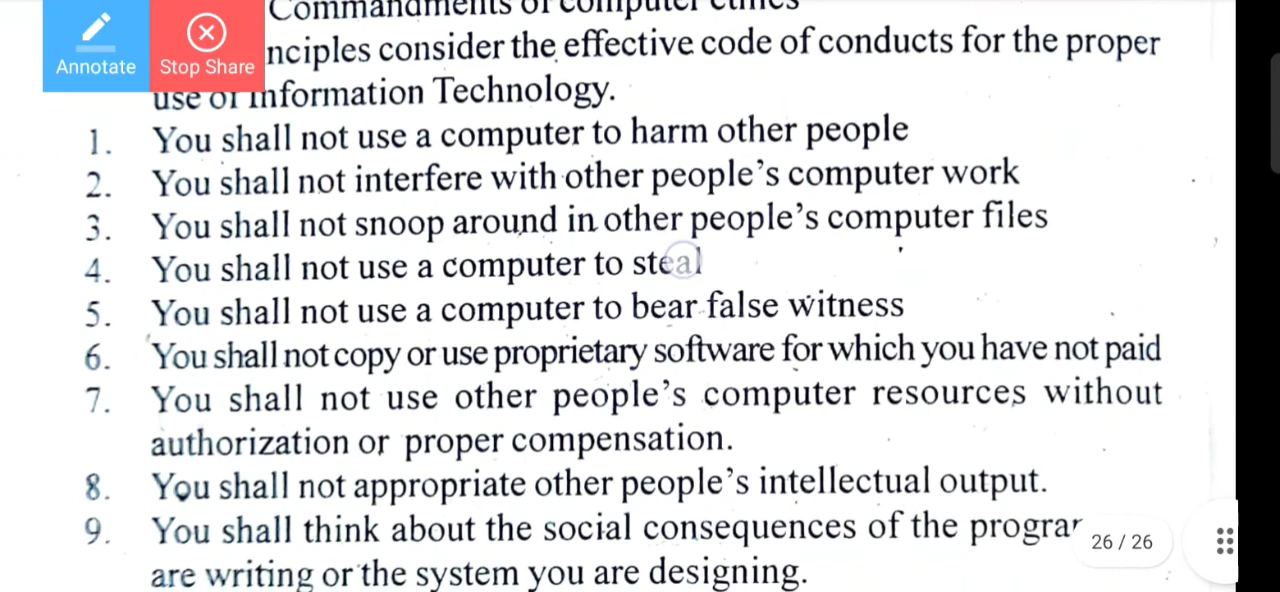 Commandments of computer ethics
Annotate
Stop Share
nciples consider the effective code of conducts for the proper
use of Information Technology.
1. You shall not use a computer to harm other people
2. You shall not interfere with other people's computer work
3. You shall not snoop around in other people's computer files
4. You shall not use a computer to steal
5. You shall not use a computer to bear false witness
6. You shall not copy or use proprietary software for which you have not paid
7. You shall not use other people's computer resources without
authorization or proper compensation.
8. You shall not appropriate other people's intellectual output.
9. You shall think about the social consequences of the progra
are writing or the system you are designing.
26 / 26